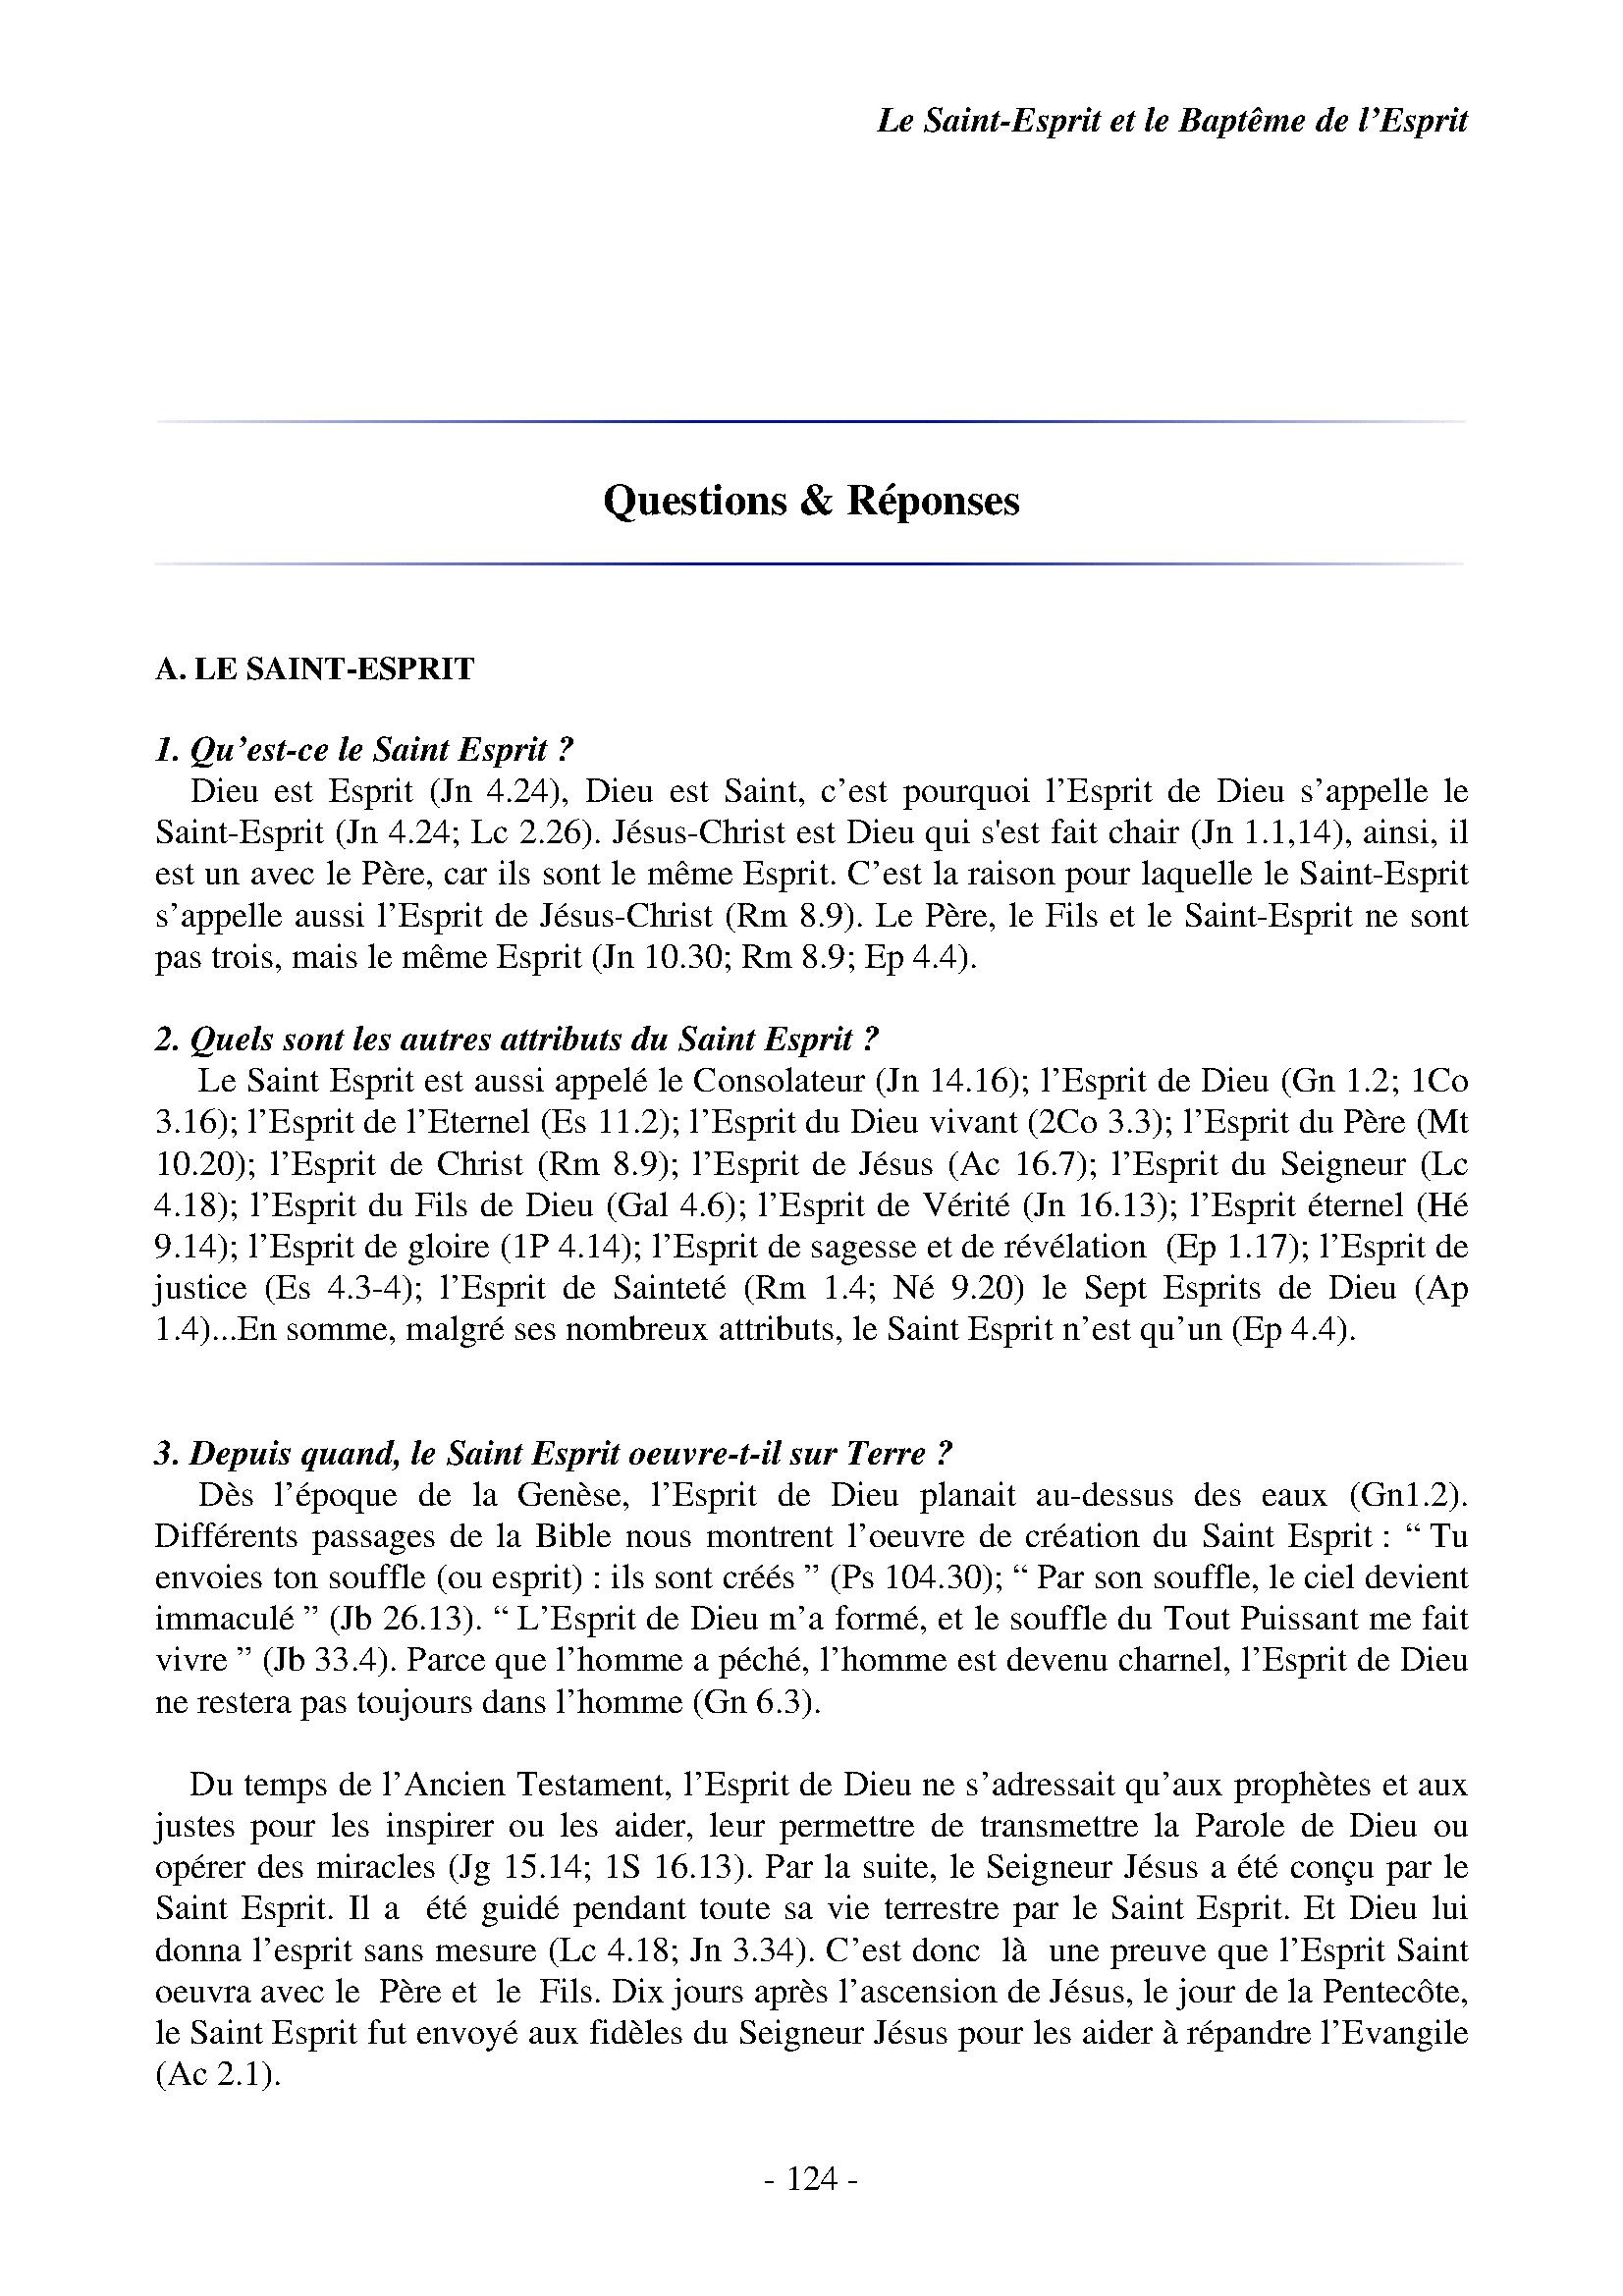 Le Saint-Esprit et le Baptême de l’Esprit
Questions & Réponses
A. LE SAINT-ESPRIT
1. Qu’est-ce le Saint Esprit ?
Dieu est Esprit (Jn 4.24), Dieu est Saint, c’est pourquoi l’Esprit de Dieu s’appelle le
Saint-Esprit (Jn 4.24; Lc 2.26). Jésus-Christ est Dieu qui s'est fait chair (Jn 1.1,14), ainsi, il
est un avec le Père, car ils sont le même Esprit. C’est la raison pour laquelle le Saint-Esprit
s’appelle aussi l’Esprit de Jésus-Christ (Rm 8.9). Le Père, le Fils et le Saint-Esprit ne sont
pas trois, mais le même Esprit (Jn 10.30; Rm 8.9; Ep 4.4).
2. Quels sont les autres attributs du Saint Esprit ?
Le Saint Esprit est aussi appelé le Consolateur (Jn 14.16); l’Esprit de Dieu (Gn 1.2; 1Co
3.16); l’Esprit de l’Eternel (Es 11.2); l’Esprit du Dieu vivant (2Co 3.3); l’Esprit du Père (Mt
10.20); l’Esprit de Christ (Rm 8.9); l’Esprit de Jésus (Ac 16.7); l’Esprit du Seigneur (Lc
4.18); l’Esprit du Fils de Dieu (Gal 4.6); l’Esprit de Vérité (Jn 16.13); l’Esprit éternel (Hé
9.14); l’Esprit de gloire (1P 4.14); l’Esprit de sagesse et de révélation (Ep 1.17); l’Esprit de
justice (Es 4.3-4); l’Esprit de Sainteté (Rm 1.4; Né 9.20) le Sept Esprits de Dieu (Ap
1.4)...En somme, malgré ses nombreux attributs, le Saint Esprit n’est qu’un (Ep 4.4).
3. Depuis quand, le Saint Esprit oeuvre-t-il sur Terre ?
Dès l’époque de la Genèse, l’Esprit de Dieu planait au-dessus des eaux (Gn1.2).
Différents passages de la Bible nous montrent l’oeuvre de création du Saint Esprit : “ Tu
envoies ton souffle (ou esprit) : ils sont créés ” (Ps 104.30); “ Par son souffle, le ciel devient
immaculé ” (Jb 26.13). “ L’Esprit de Dieu m’a formé, et le souffle du Tout Puissant me fait
vivre ” (Jb 33.4). Parce que l’homme a péché, l’homme est devenu charnel, l’Esprit de Dieu
ne restera pas toujours dans l’homme (Gn 6.3).
Du temps de l’Ancien Testament, l’Esprit de Dieu ne s’adressait qu’aux prophètes et aux
justes pour les inspirer ou les aider, leur permettre de transmettre la Parole de Dieu ou
opérer des miracles (Jg 15.14; 1S 16.13). Par la suite, le Seigneur Jésus a été conçu par le
Saint Esprit. Il a été guidé pendant toute sa vie terrestre par le Saint Esprit. Et Dieu lui
donna l’esprit sans mesure (Lc 4.18; Jn 3.34). C’est donc là une preuve que l’Esprit Saint
oeuvra avec le Père et le Fils. Dix jours après l’ascension de Jésus, le jour de la Pentecôte,
le Saint Esprit fut envoyé aux fidèles du Seigneur Jésus pour les aider à répandre l’Evangile
(Ac 2.1).
- 124 -